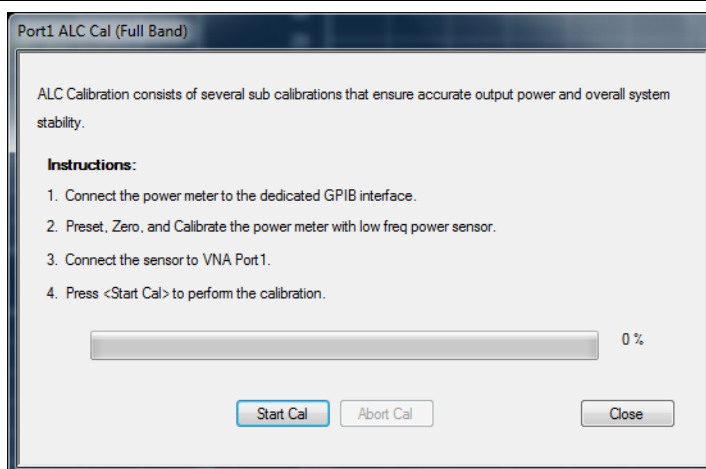 Port1 ALC Cal (Full Band)
ALC Calibration consists of several sub calibrations that ensure accurate output power and overall system
stability.
Instructions:
1. Connect the power meter to the dedicated GPIB interface.
2. Preset, Zero, and Calibrate the power meter with low freq power sensor.
3. Connect the sensor to VNA Port1.
4. Press <Start Cal> to perform the calibration.
0 %
Start Cal
Abort Cal
Close